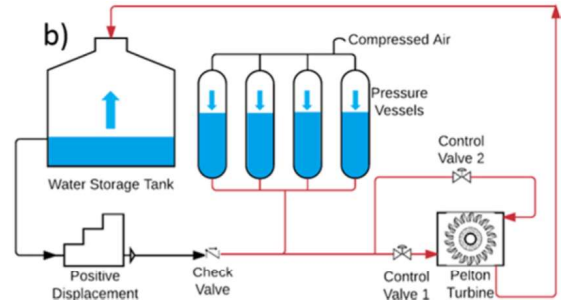 b)
Compressed Air
Pressure
Vessels
Control
Valve 2
Water Storage Tank
Positive
Displacement
Check
Valve
Control
Valve 1
Pelton
Turbine